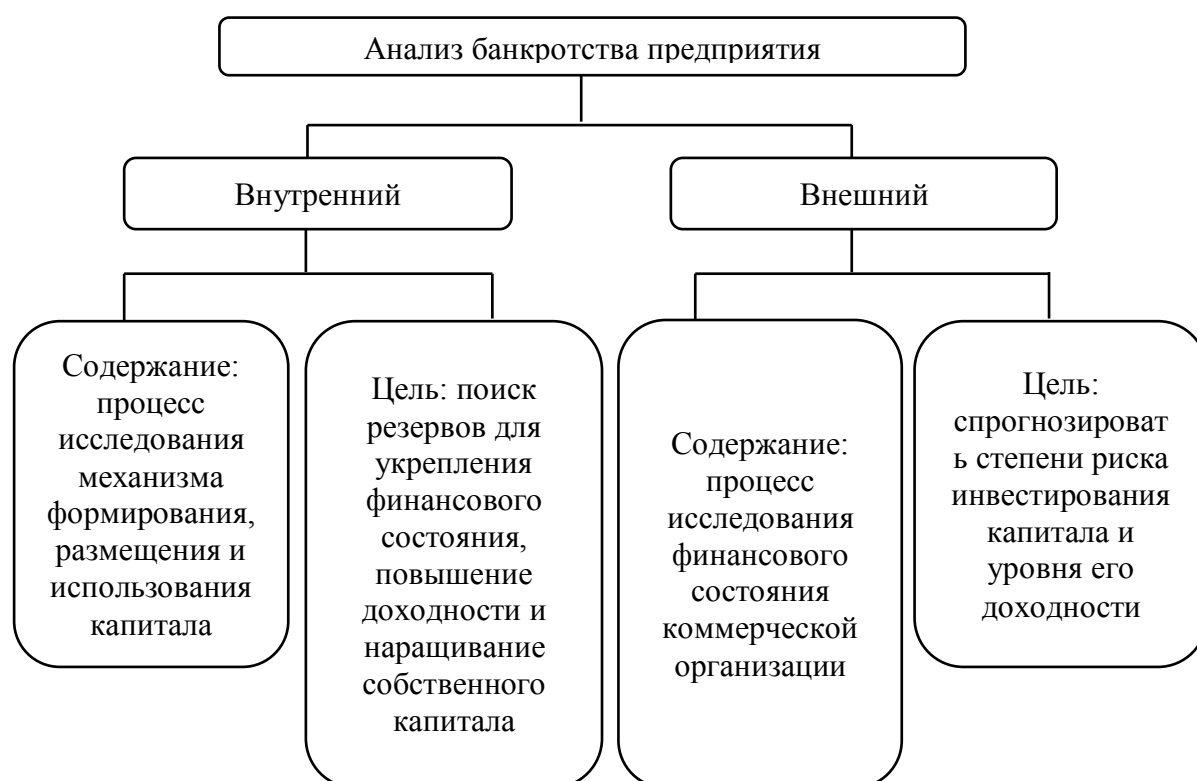 Анализ банкротства предприятия
Внутренний
Внешний
Содержание:
процесс
исследования
механизма
формирования,
размещения и
использования
капитала
Цель: поиск
резервов для
укрепления
финансового
состояния,
повышение
доходности и
наращивание
собственного
капитала
Содержание:
процесс
исследования
финансового
состояния
коммерческой
организации
Цель:
спрогнозироват
ь степени риска
инвестирования
капитала и
уровня его
доходности